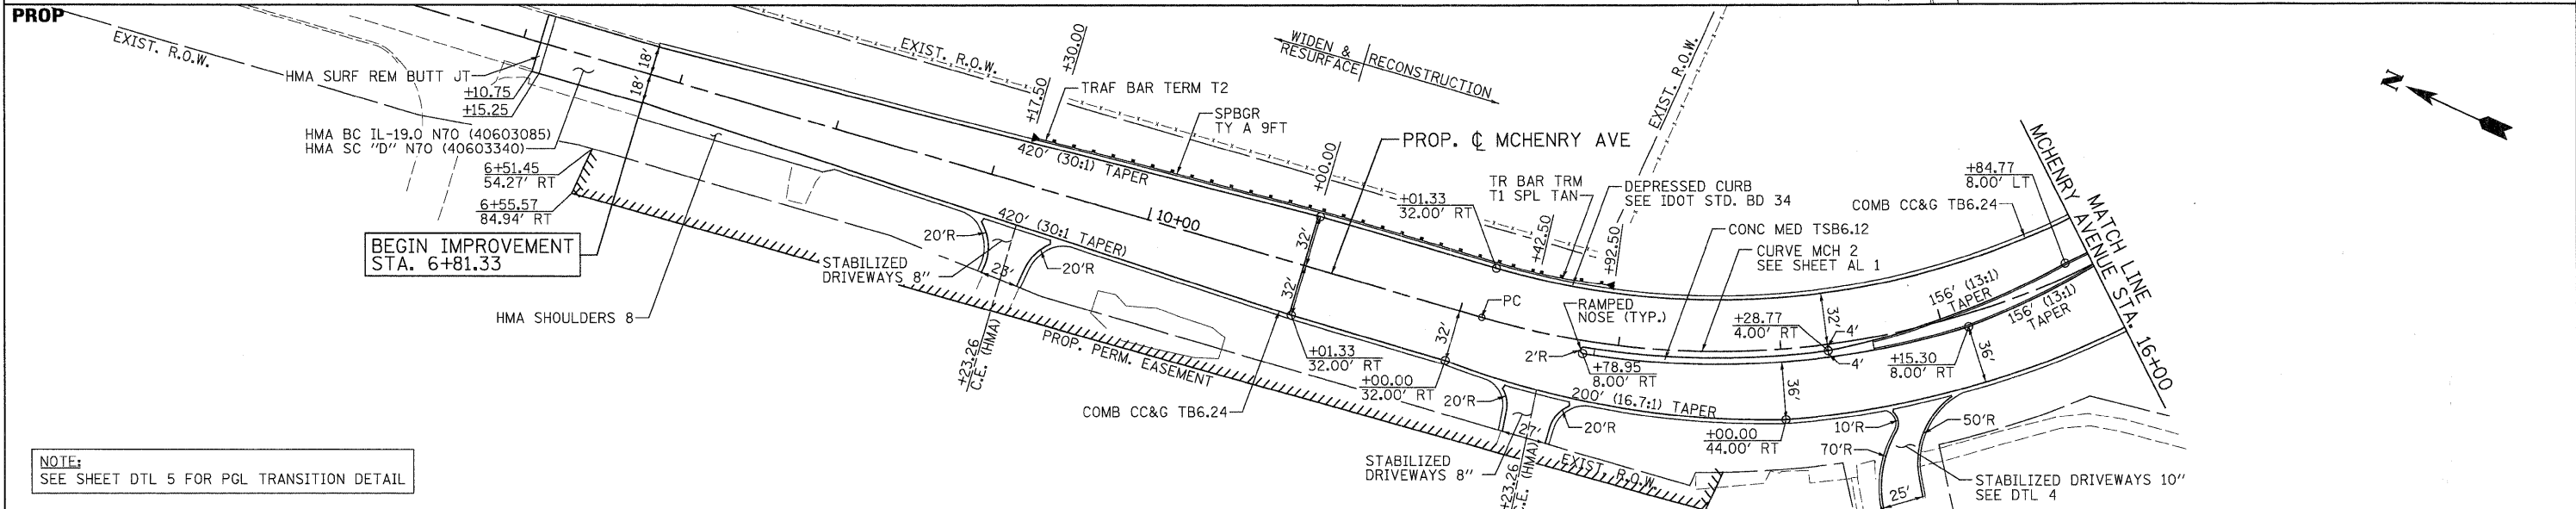 PROP
EXIST. R.O.W.
HMA SURF REM BUTT JT
+10.75
+15.25
HMA BC IL-19.0 N70 (40603085)
HMA SC "D" N70 (40603340)
6+51.45
54.27' RT
6+55.57
84.94' RT
BEGIN IMPROVEMENT
STA. 6+81.33
HMA SHOULDERS 8
18'
18'
EXIST. R.O.W.
+17.50
+30.00
TRAF BAR TERM T2
SPBGR
TY A 9FT
WIDEN &
RESURFACE
RECONSTRUCTION
420' (30:1) TAPER
10+00
+00.00
PROP. ℄ MCHENRY AVE
420' (30:1 TAPER)
20'R
23'
20'R
STABILIZED
DRIVEWAYS 8"
+23.26
C.E. (HMA)
PROP. PERM. EASEMENT
32'
32'
+01.33
32.00' RT
+01.33
32.00' RT
COMB CC&G TB6.24
+00.00
32.00' RT
32'
PC
TR BAR TRM
T1 SPL TAN
+42.50
+92.50
EXIST. R.O.W.
DEPRESSED CURB
SEE IDOT STD. BD 34
CONC MED TSB6.12
CURVE MCH 2
SEE SHEET AL 1
COMB CC&G TB6.24
+84.77
8.00' LT
RAMPED
NOSE (TYP.)
2'R
+78.95
8.00' RT
+28.77
4.00' RT
32'
4'
4'
156' (13:1)
TAPER
156' (13:1)
TAPER
+15.30
8.00' RT
36'
36'
20'R
27'
20'R
200' (16.7:1) TAPER
STABILIZED
DRIVEWAYS 8"
+23.26
C.E. (HMA)
EXIST. R.O.W.
+00.00
44.00' RT
10'R
70'R
50'R
25'
STABILIZED DRIVEWAYS 10"
SEE DTL 4
MATCH LINE
MCHENRY AVENUE STA. 16+00
N
NOTE:
SEE SHEET DTL 5 FOR PGL TRANSITION DETAIL